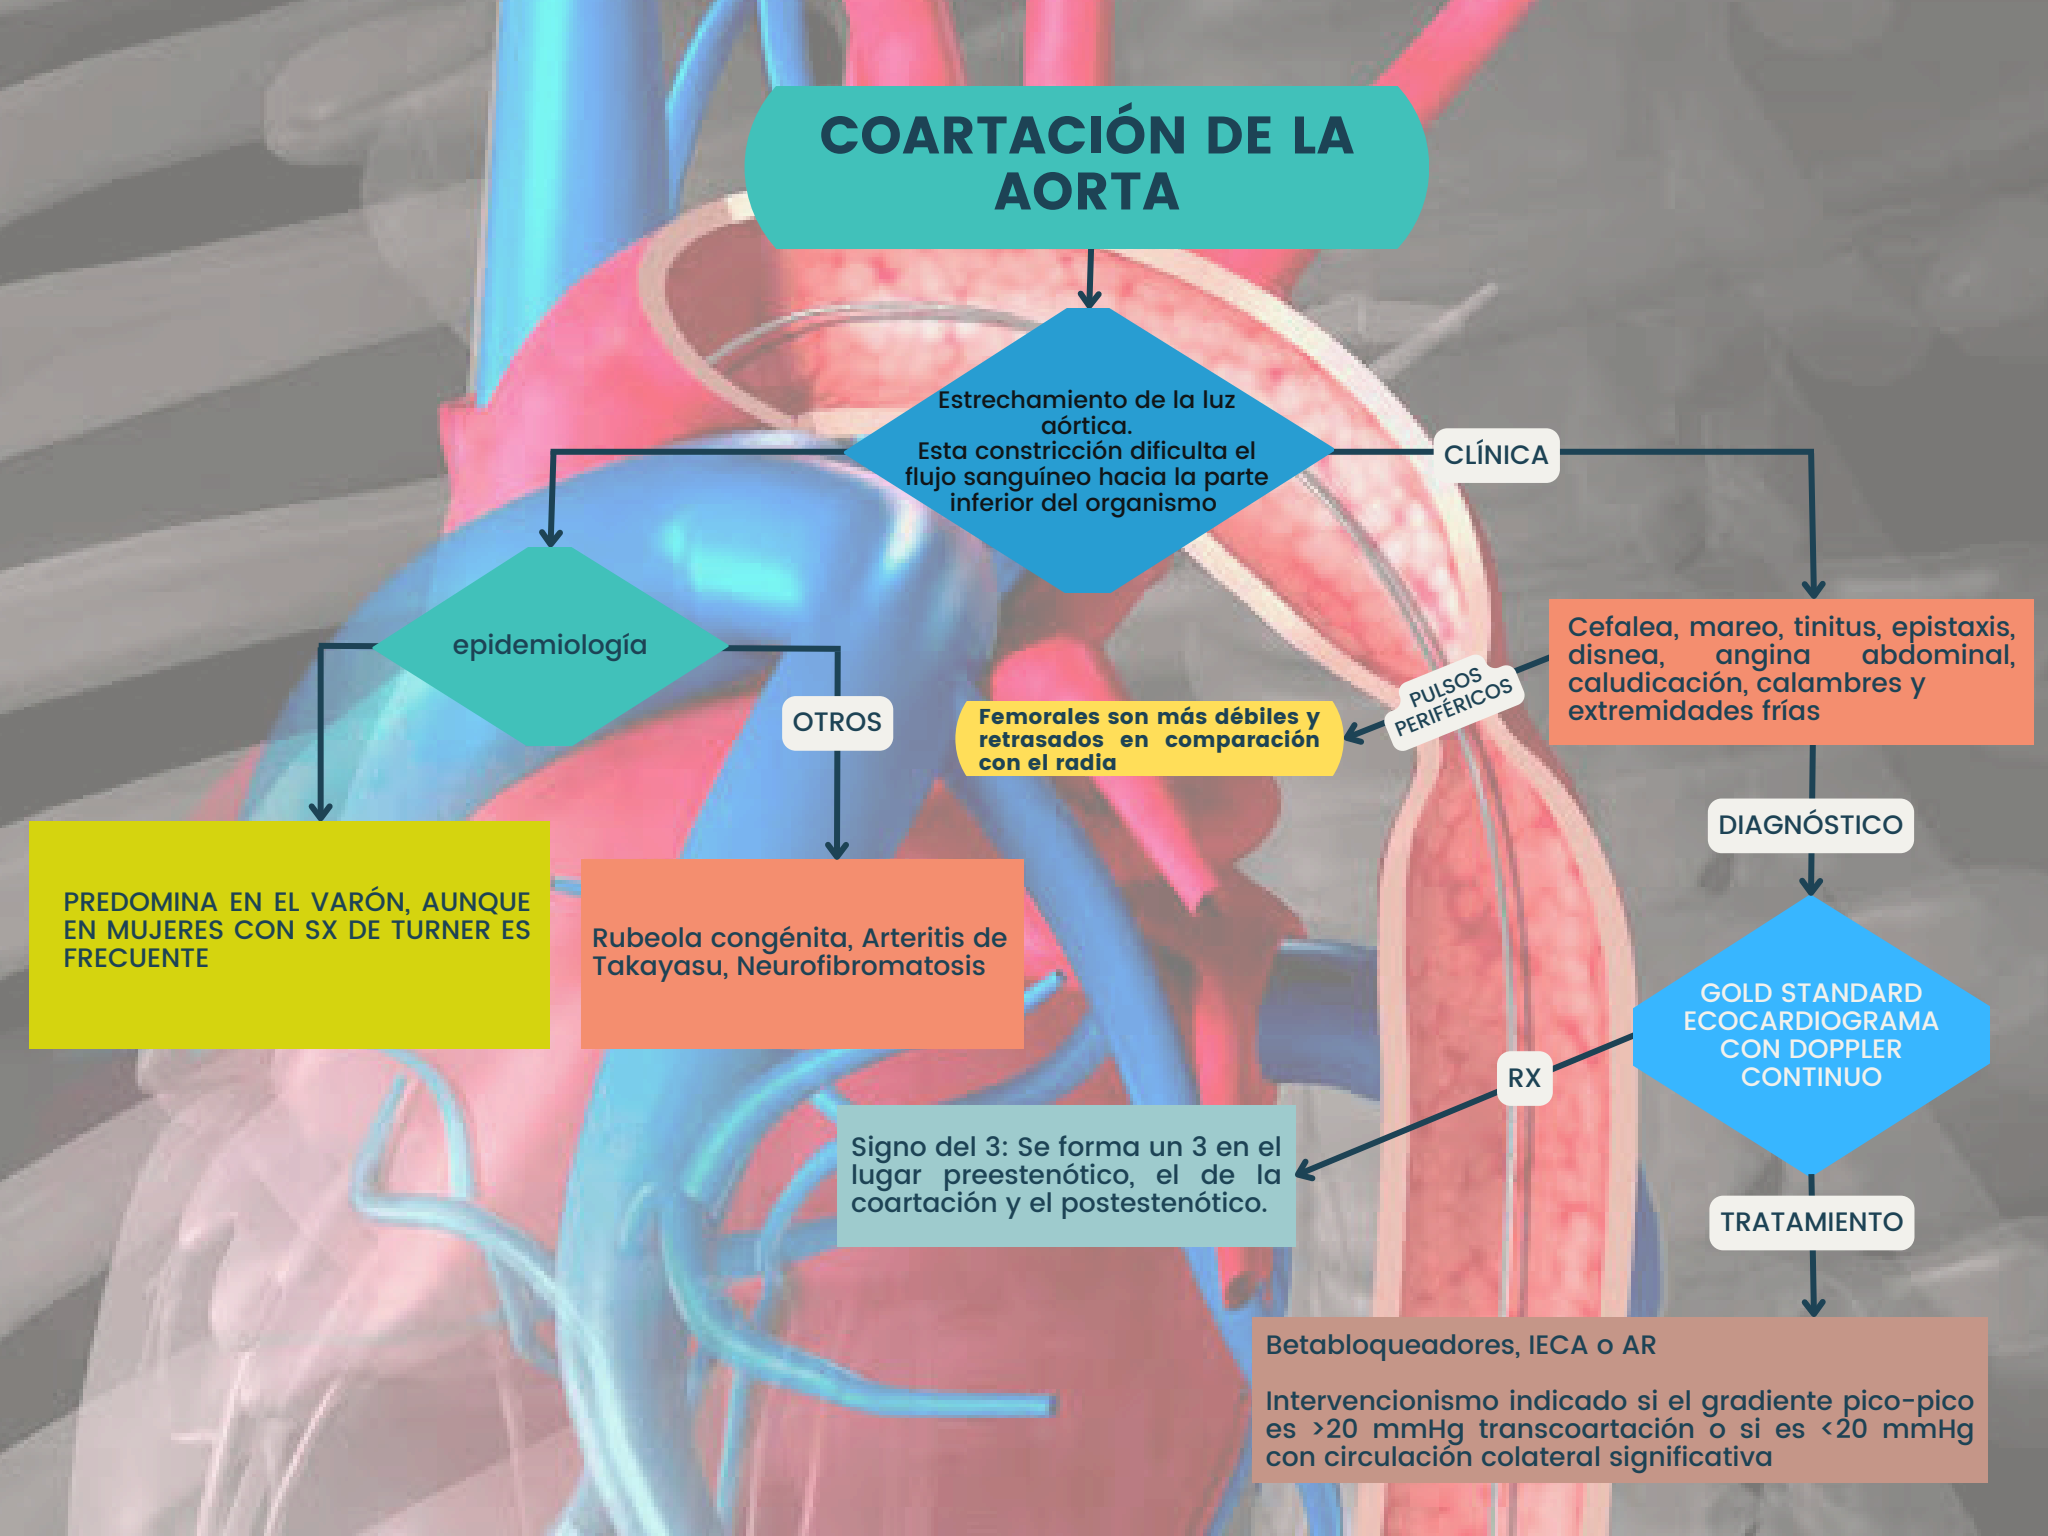 COARTACIÓN DE LA
AORTA
Estrechamiento de la luz
aórtica.
Esta constricción dificulta el
flujo sanguíneo hacia la parte
inferior del organismo
CLÍNICA
epidemiología
OTROS
PREDOMINA EN EL VARÓN, AUNQUE
EN MUJERES CON SX DE TURNER ES
FRECUENTE
Rubeola congénita, Arteritis de
Takayasu, Neurofibromatosis
Cefalea, mareo, tinitus, epistaxis,
disnea, angina abdominal,
caludicación, calambres y
extremidades frías
PULSOS
PERIFÉRICOS
Femorales son más débiles y
retrasados en comparación
con el radia
DIAGNÓSTICO
GOLD STANDARD
ECOCARDIOGRAMA
CON DOPPLER
CONTINUO
RX
Signo del 3: Se forma un 3 en el
lugar preestenótico, el de la
coartación y el postestenótico.
TRATAMIENTO
Betabloqueadores, IECA o AR
Intervencionismo indicado si el gradiente pico-pico
es >20 mmHg transcoartación o si es <20 mmHg
con circulación colateral significativa